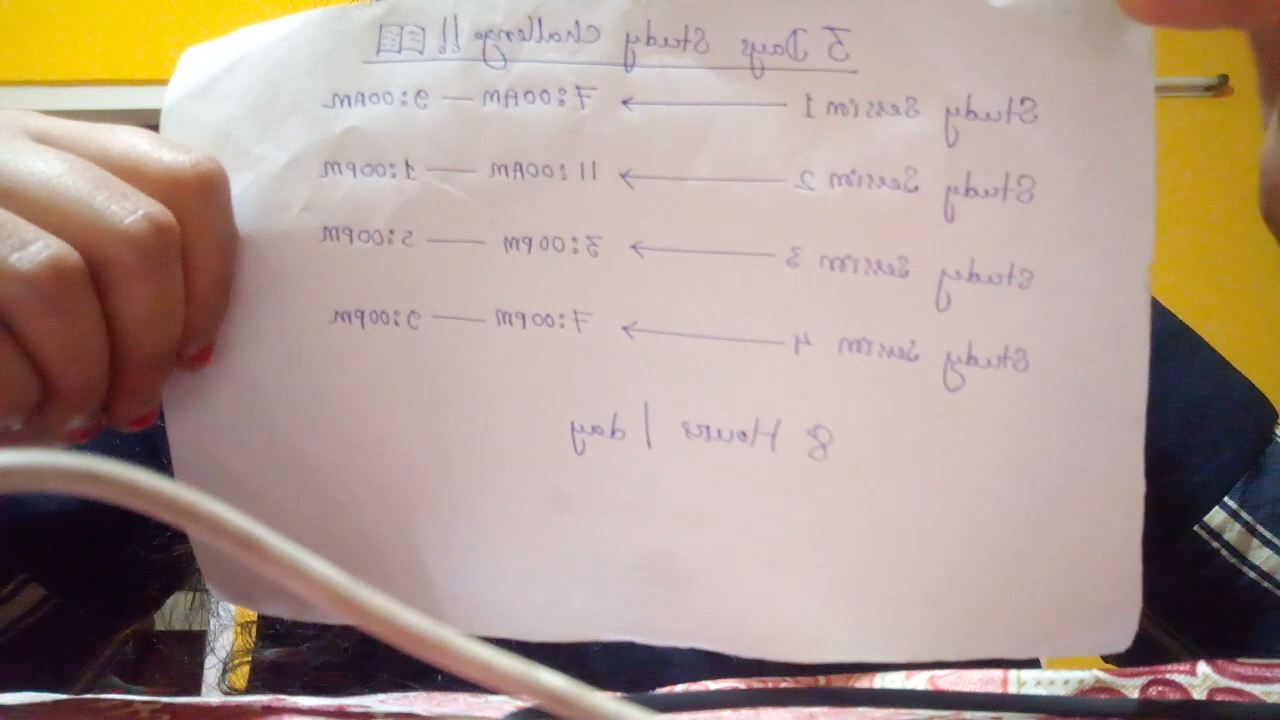 3 Days Study Challenge !! 
Study Session 1 → 7:00AM — 9:00AM
Study Session 2 → 11:00AM — 1:00PM
Study Session 3 → 3:00PM — 5:00PM
Study Session 4 → 7:00PM — 9:00PM
8 Hours / day